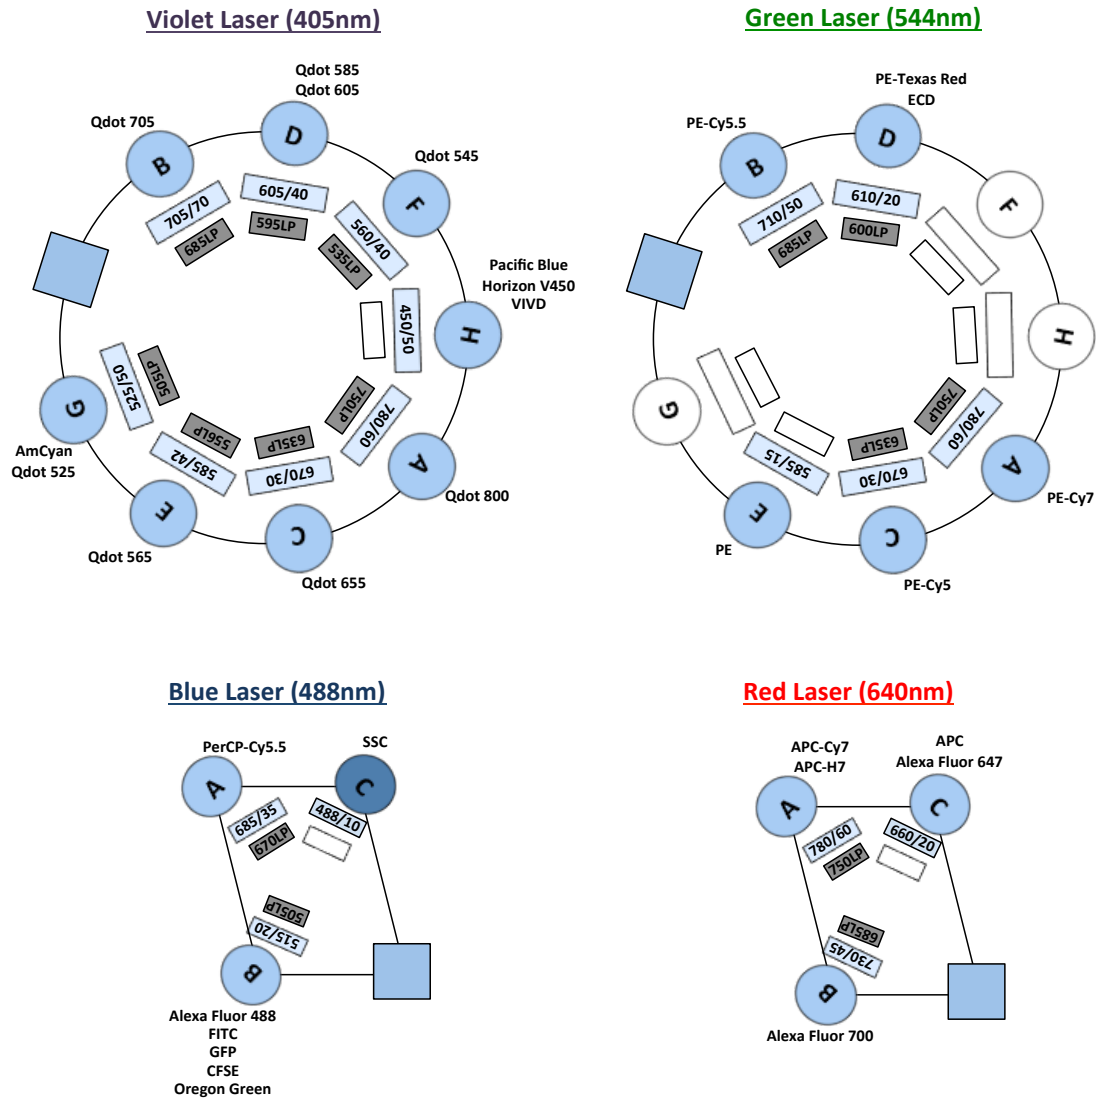 Violet Laser (405nm)
Qdot 585
Qdot 605
Qdot 705
Qdot 545
B
D
F
705/70
605/40
560/40
685LP
595LP
535LP
Pacific Blue
Horizon V450
VIVD
450/50
H
525/50
505LP
G
AmCyan
Qdot 525
556LP
585/42
E
Qdot 565
635LP
670/30
C
Qdot 655
750LP
780/60
A
Qdot 800
Green Laser (544nm)
PE-Texas Red
ECD
PE-Cy5.5
B
D
F
710/50
610/20
685LP
600LP
H
G
585/15
E
PE
635LP
670/30
C
PE-Cy5
750LP
780/60
A
PE-Cy7
Blue Laser (488nm)
PerCP-Cy5.5
SSC
A
C
685/35
488/10
670LP
505LP
515/20
B
Alexa Fluor 488
FITC
GFP
CFSE
Oregon Green
Red Laser (640nm)
APC-Cy7
APC-H7
APC
Alexa Fluor 647
A
C
780/60
660/20
750LP
685LP
730/45
B
Alexa Fluor 700